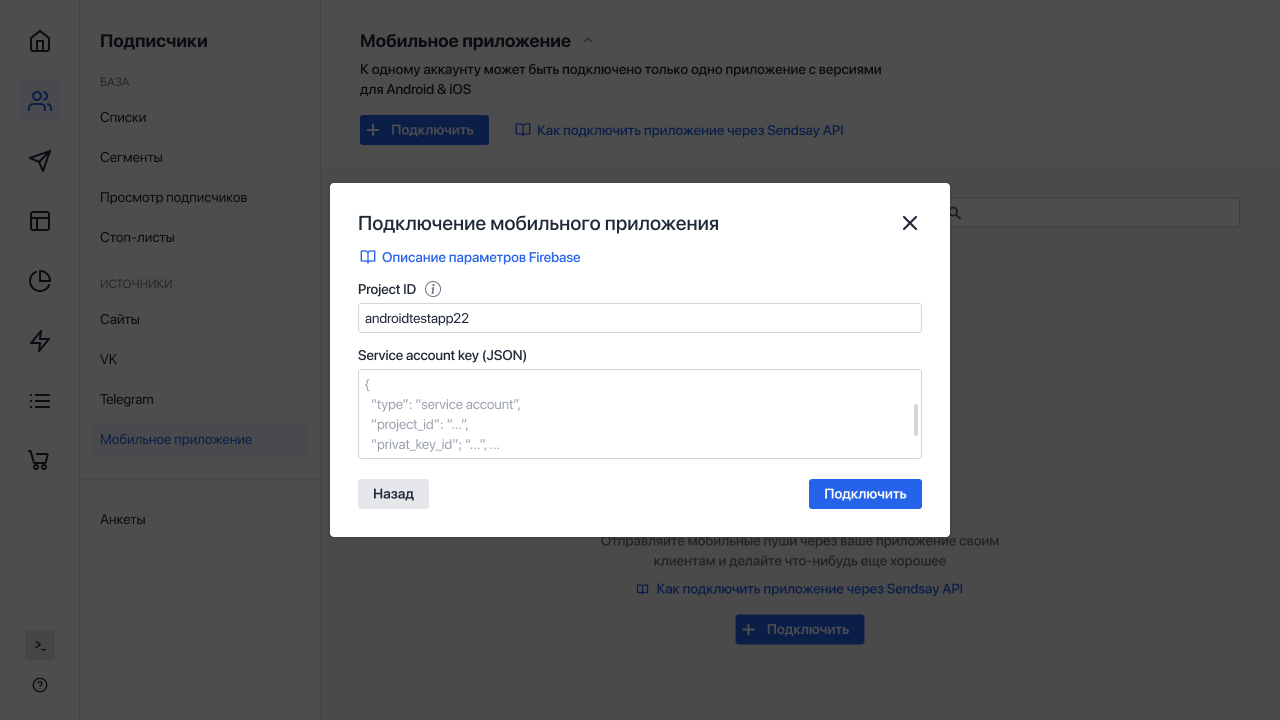 Подписчики
БАЗА
Списки
Сегменты
Просмотр подписчиков
Стоп-листы
ИСТОЧНИКИ
Сайты
VK
Telegram
Мобильное приложение
Анкеты
Мобильное приложение
К одному аккаунту может быть подключено только одно приложение с версиями
для Android & iOS
Подключить
Как подключить приложение через Sendsay API
Подключение мобильного приложения
Описание параметров Firebase
Project ID
androidtestapp22
Service account key (JSON)
{
“type”: “service account”,
“project_id”: “...”,
“privat_key_id”; “...”, ...
Назад
Подключить
Отправляйте мобильные пуши через ваше приложение своим
клиентам и делайте что-нибудь еще хорошее
Как подключить приложение через Sendsay API
Подключить